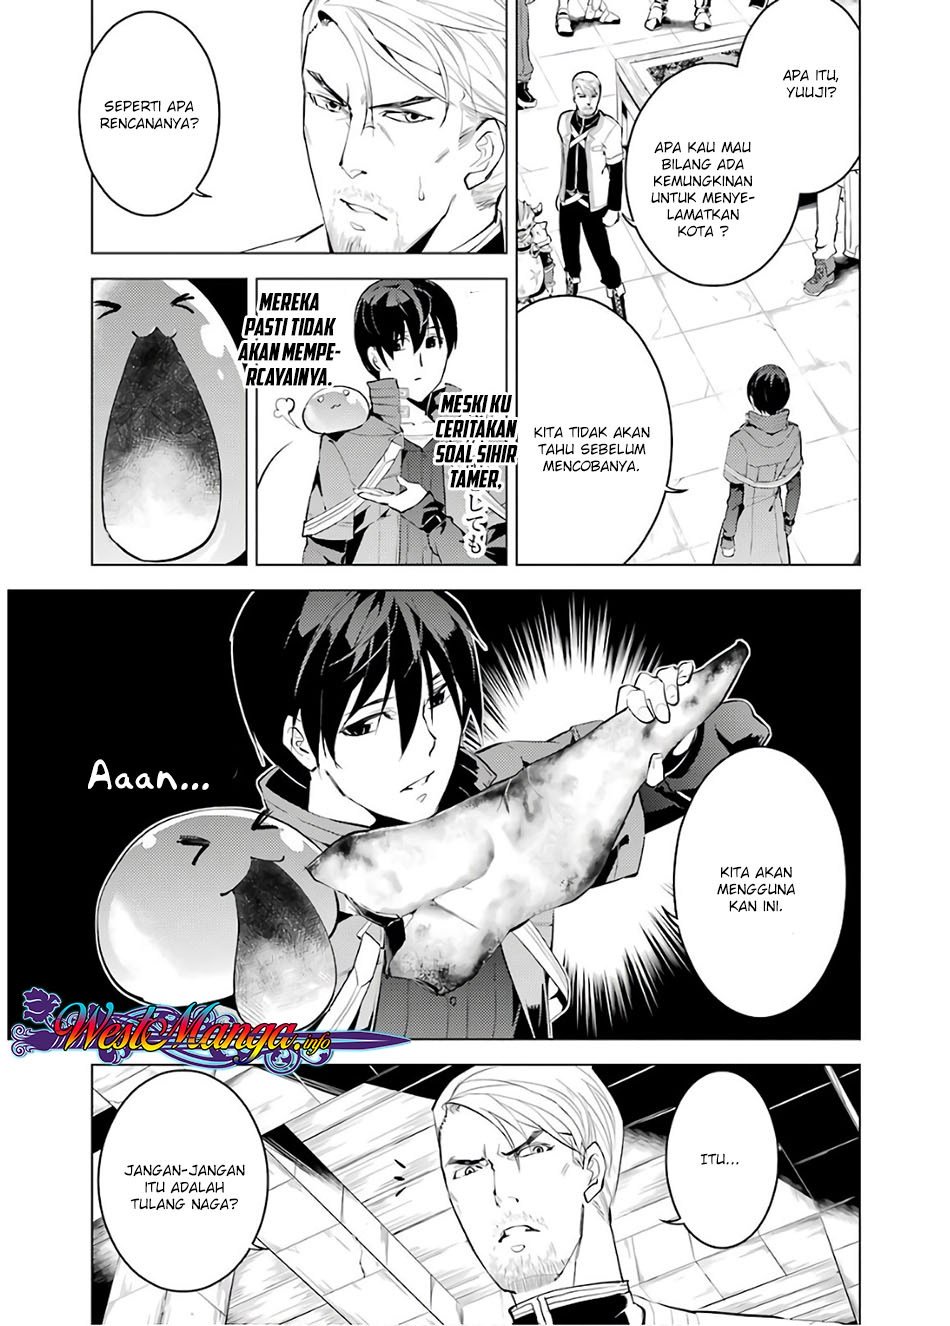 APA ITU,
YUUJI?
APA KAU MAU
BILANG ADA
KEMUNGKINAN
UNTUK MENYE-
LAMATKAN
KOTA ?
SEPERTI APA
RENCANANYA?
KITA TIDAK AKAN
TAHU SEBELUM
MENCOBANYA.
MESKI KU
CERITAKAN
SOAL SIHIR
TAMER,
しても
MEREKA
PASTI TIDAK
AKAN MEMPE-
RCAYAINYA.
Aaan...
KITA AKAN
MENGGUNA
KAN INI.
WestManga.info
ITU...
JANGAN-JANGAN
ITU ADALAH
TULANG NAGA?